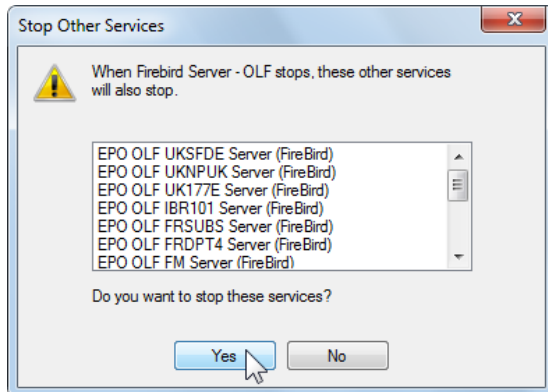 Stop Other Services
When Firebird Server - OLF stops, these other services
will also stop.
EPO OLF UKSFDE Server (FireBird)
EPO OLF UKNPUK Server (FireBird)
EPO OLF UK177E Server (FireBird)
EPO OLF IBR101 Server (FireBird)
EPO OLF FRSUBS Server (FireBird)
EPO OLF FRDPT4 Server (FireBird)
EPO OLF FM Server (FireBird)
Do you want to stop these services?
Yes No